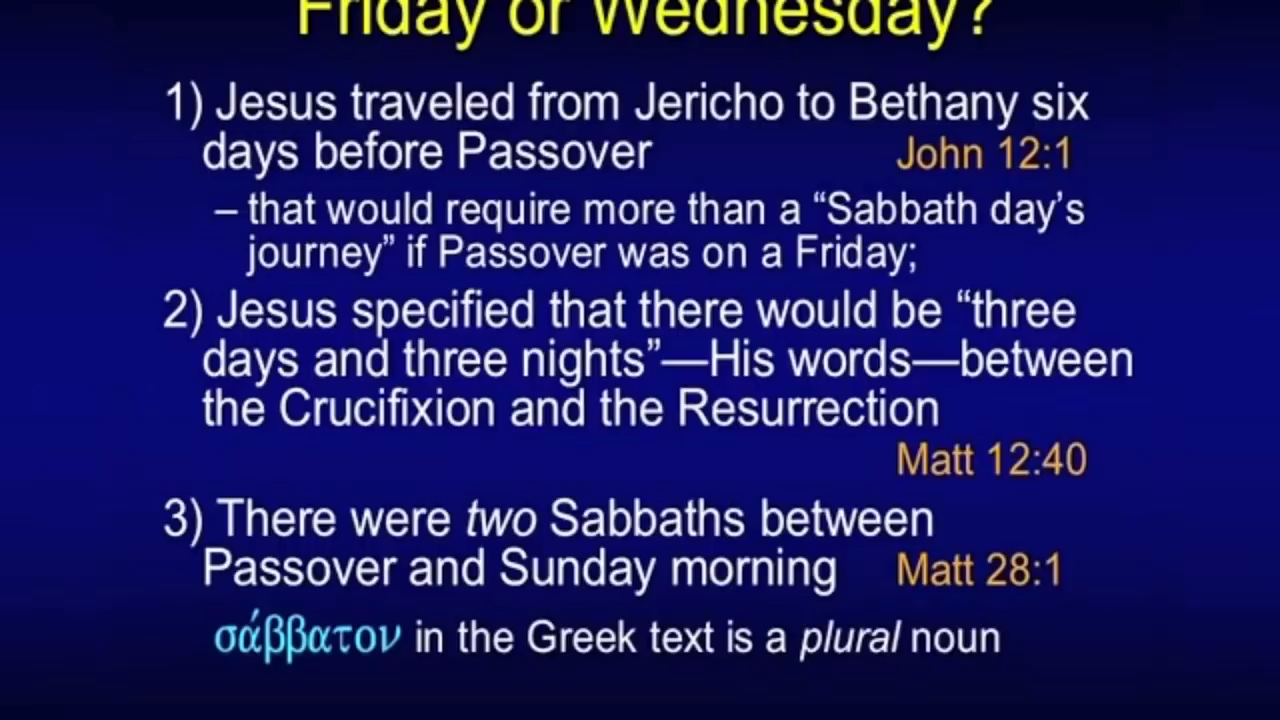 Friday or Wednesday?
1) Jesus traveled from Jericho to Bethany six
days before Passover John 12:1
– that would require more than a “Sabbath day’s
journey” if Passover was on a Friday;
2) Jesus specified that there would be “three
days and three nights”—His words—between
the Crucifixion and the Resurrection
Matt 12:40
3) There were two Sabbaths between
Passover and Sunday morning Matt 28:1
σάββατον in the Greek text is a plural noun